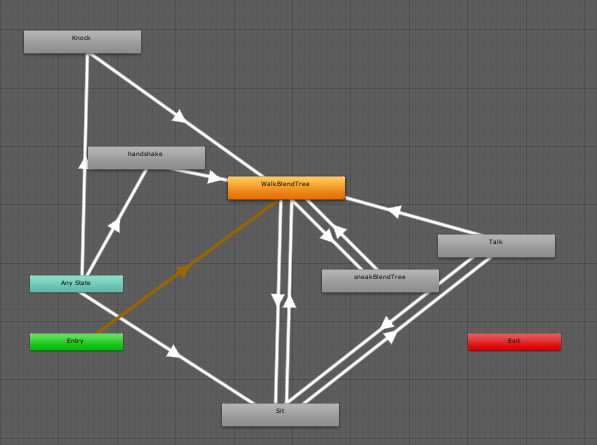 Knock
handshake
WalkBlendTree
Talk
sneakBlendTree
Any State
Entry
Exit
Sit